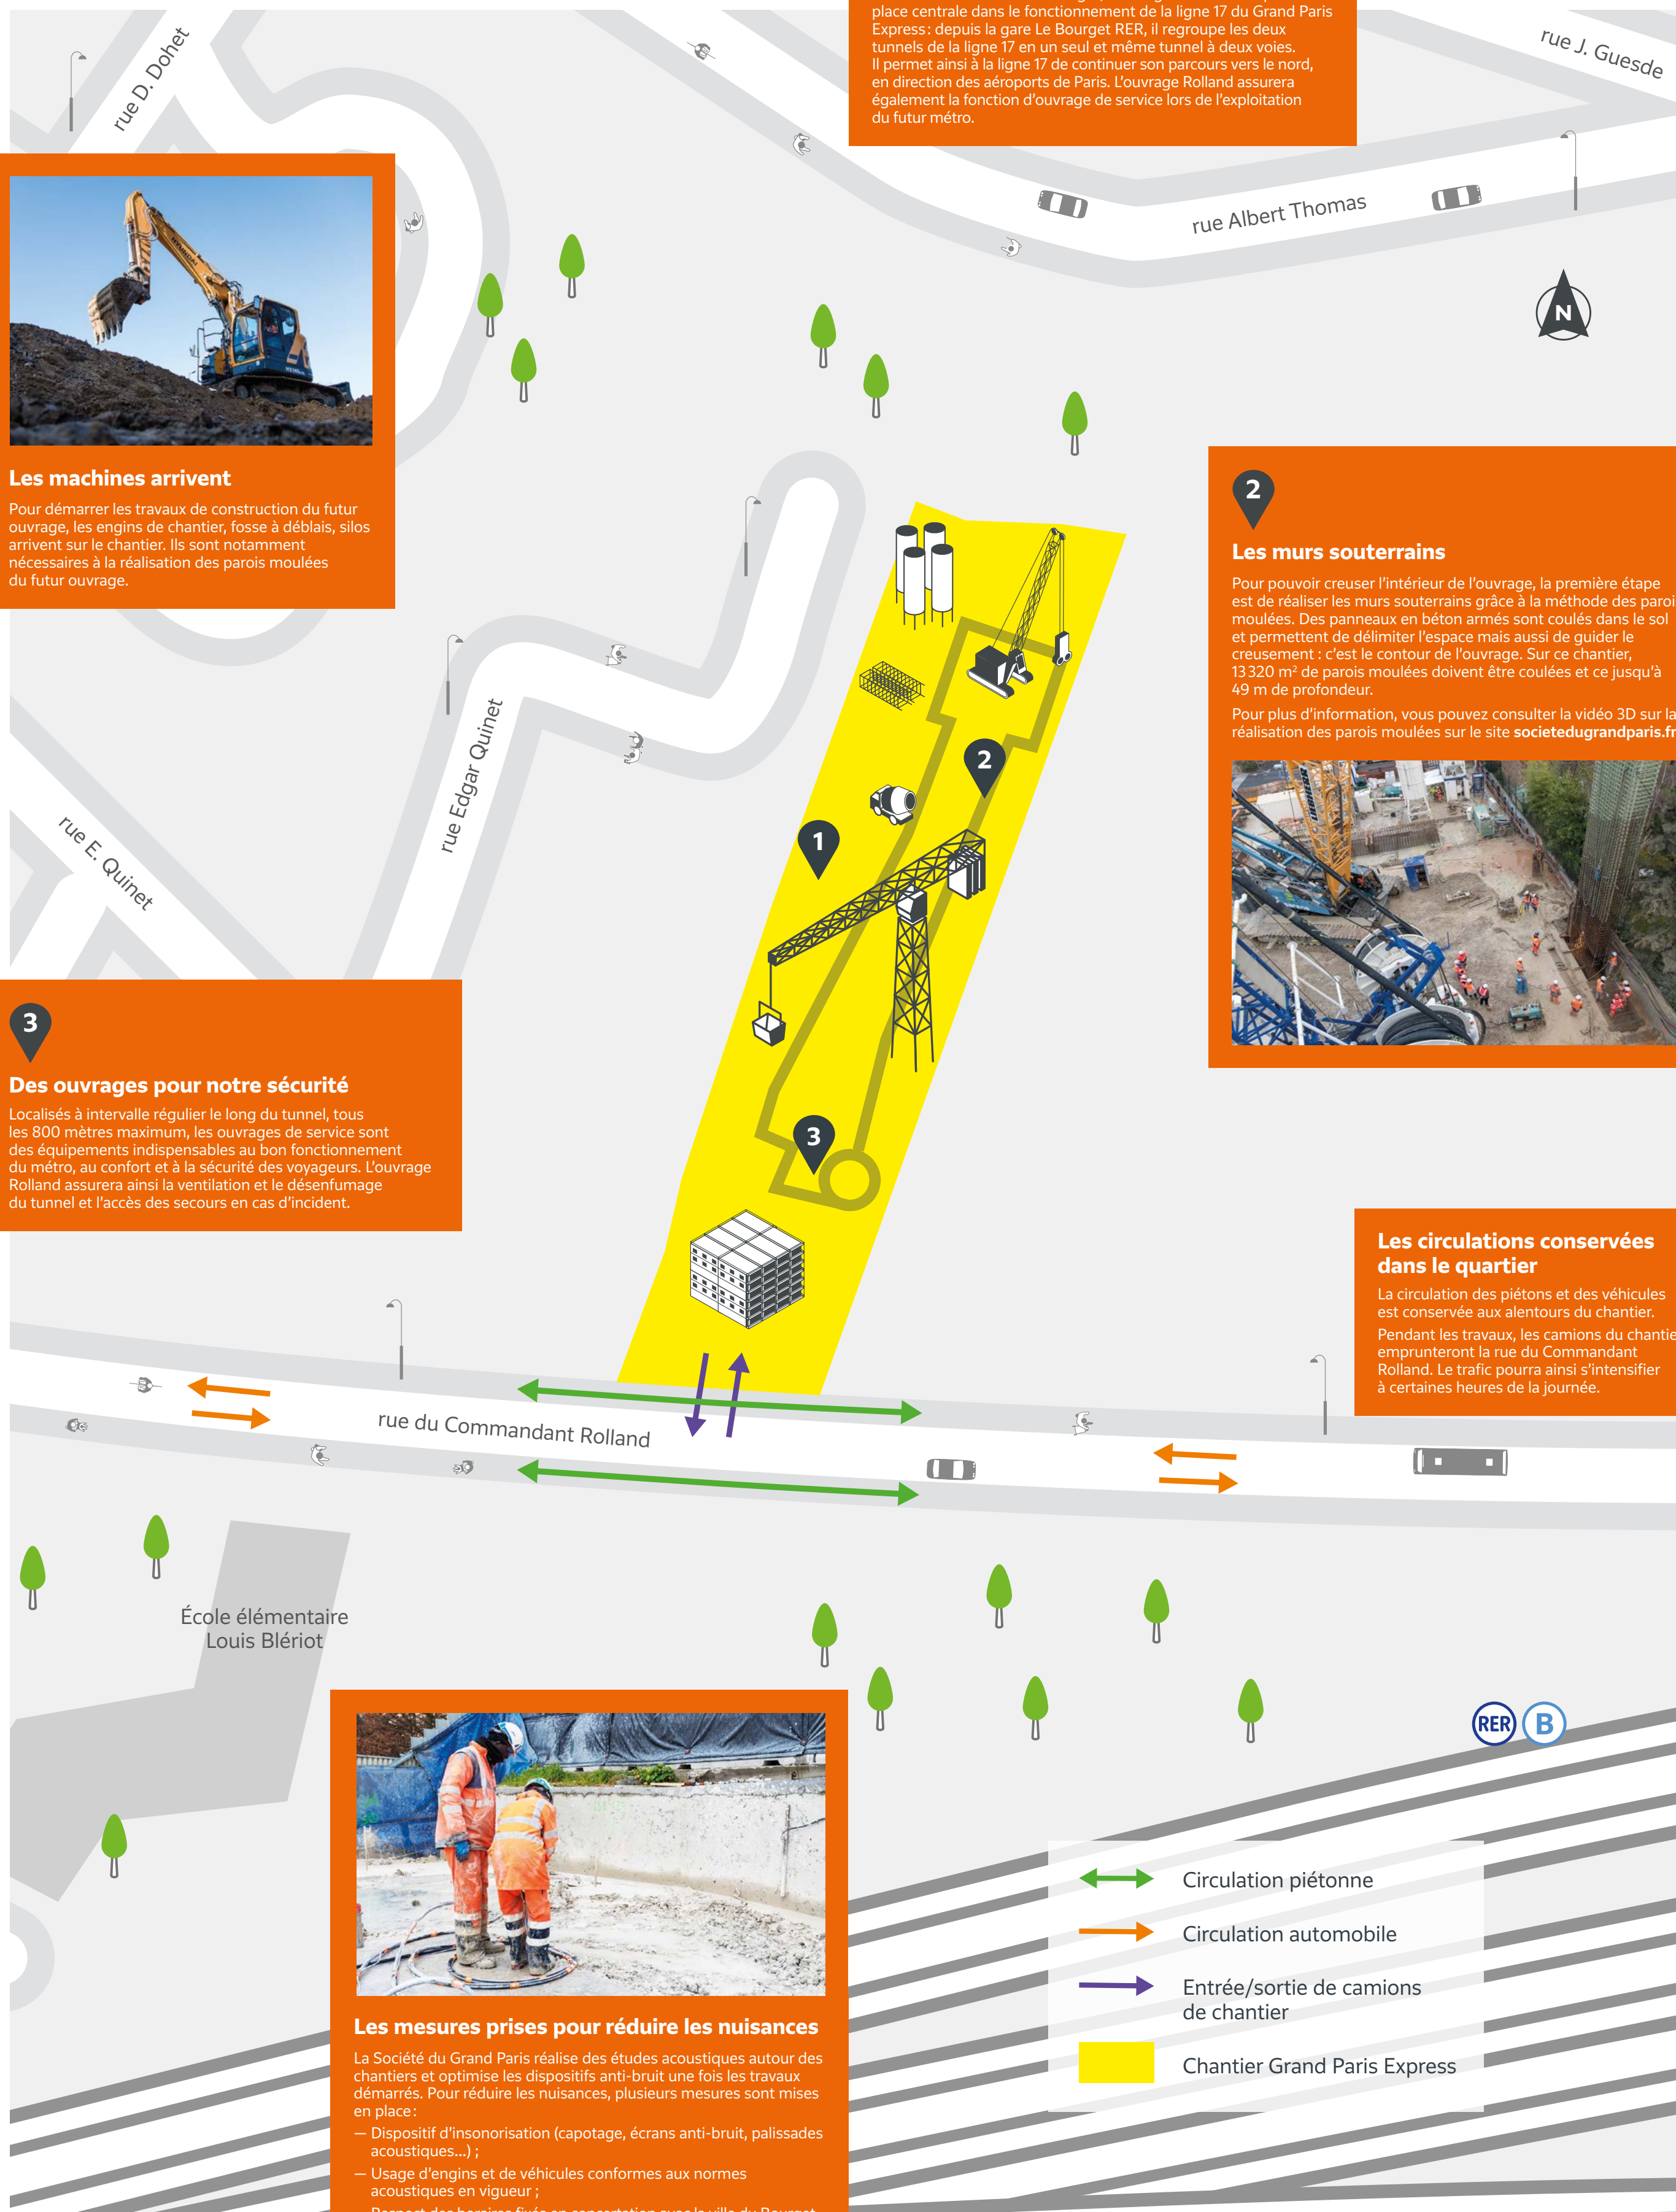 place centrale dans le fonctionnement de la ligne 17 du Grand Paris
Express : depuis la gare Le Bourget RER, il regroupe les deux
tunnels de la ligne 17 en un seul et même tunnel à deux voies.
Il permet ainsi à la ligne 17 de continuer son parcours vers le nord,
en direction des aéroports de Paris. L'ouvrage Rolland assurera
également la fonction d'ouvrage de service lors de l'exploitation
du futur métro.
rue D. Dohet
rue J. Guesde
rue Albert Thomas
N
HYUNDAI
Les machines arrivent
Pour démarrer les travaux de construction du futur
ouvrage, les engins de chantier, fosse à déblais, silos
arrivent sur le chantier. Ils sont notamment
nécessaires à la réalisation des parois moulées
du futur ouvrage.
2
Les murs souterrains
Pour pouvoir creuser l'intérieur de l'ouvrage, la première étape
est de réaliser les murs souterrains grâce à la méthode des parois
moulées. Des panneaux en béton armés sont coulés dans le sol
et permettent de délimiter l'espace mais aussi de guider le
creusement : c'est le contour de l'ouvrage. Sur ce chantier,
13 320 m² de parois moulées doivent être coulées et ce jusqu'à
49 m de profondeur.
Pour plus d'information, vous pouvez consulter la vidéo 3D sur la
réalisation des parois moulées sur le site societedugrandparis.fr
rue Edgar Quinet
rue E. Quinet
2
1
3
3
Des ouvrages pour notre sécurité
Localisés à intervalle régulier le long du tunnel, tous
les 800 mètres maximum, les ouvrages de service sont
des équipements indispensables au bon fonctionnement
du métro, au confort et à la sécurité des voyageurs. L'ouvrage
Rolland assurera ainsi la ventilation et le désenfumage
du tunnel et l'accès des secours en cas d'incident.
Les circulations conservées
dans le quartier
La circulation des piétons et des véhicules
est conservée aux alentours du chantier.
Pendant les travaux, les camions du chantie
emprunteront la rue du Commandant
Rolland. Le trafic pourra ainsi s'intensifier
à certaines heures de la journée.
rue du Commandant Rolland
École élémentaire
Louis Blériot
RER B
Circulation piétonne
Circulation automobile
Entrée/sortie de camions
de chantier
Chantier Grand Paris Express
Les mesures prises pour réduire les nuisances
La Société du Grand Paris réalise des études acoustiques autour des
chantiers et optimise les dispositifs anti-bruit une fois les travaux
démarrés. Pour réduire les nuisances, plusieurs mesures sont mises
en place :
— Dispositif d'insonorisation (capotage, écrans anti-bruit, palissades
acoustiques...) ;
— Usage d'engins et de véhicules conformes aux normes
acoustiques en vigueur ;